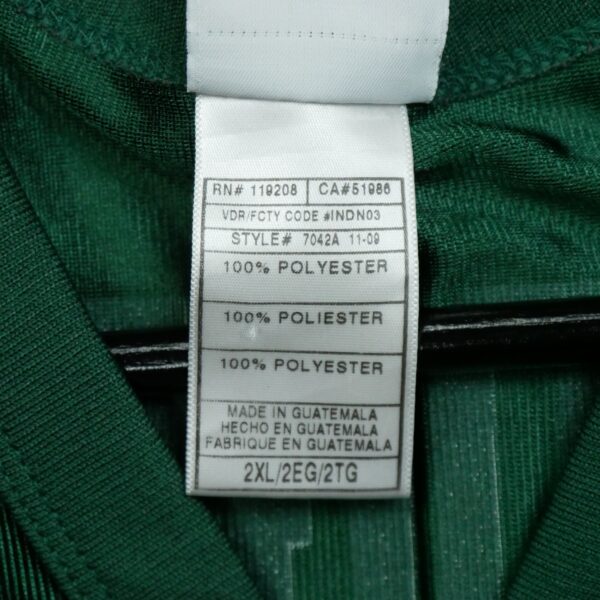 RN# 119208 CA#51986
VDR/FCTY CODE #INDN03
STYLE# 7042A 11-09
100% POLYESTER
100% POLIESTER
100% POLYESTER
MADE IN GUATEMALA
HECHO EN GUATEMALA
FABRIQUE EN GUATEMALA
2XL/2EG/2TG